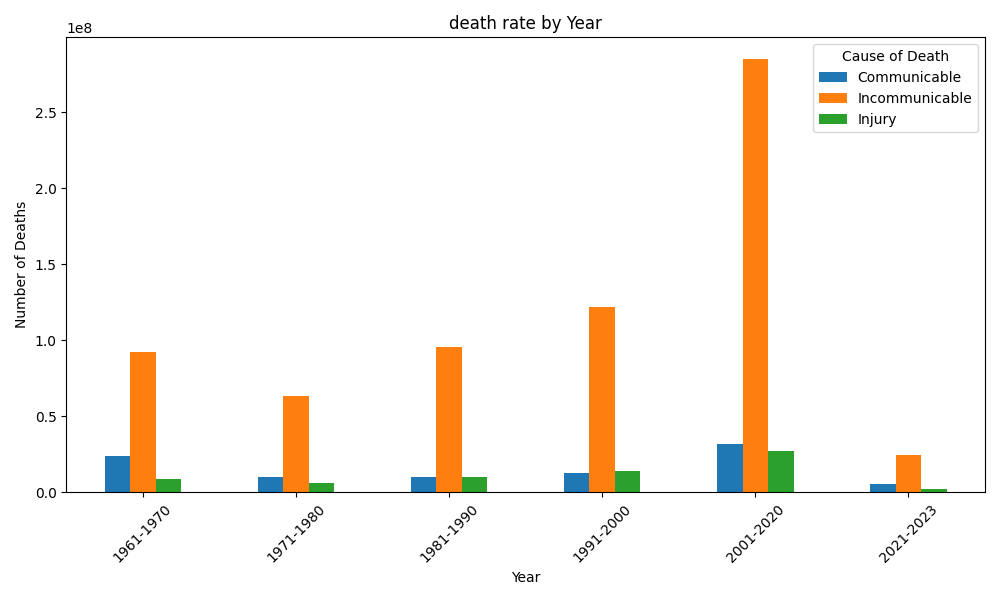 death rate by Year
1e8
Cause of Death
Communicable
Incommunicable
Injury
Number of Deaths
2.5
2.0
1.5
1.0
0.5
0.0
1961-1970
1971-1980
1981-1990
1991-2000
2001-2020
2021-2023
Year